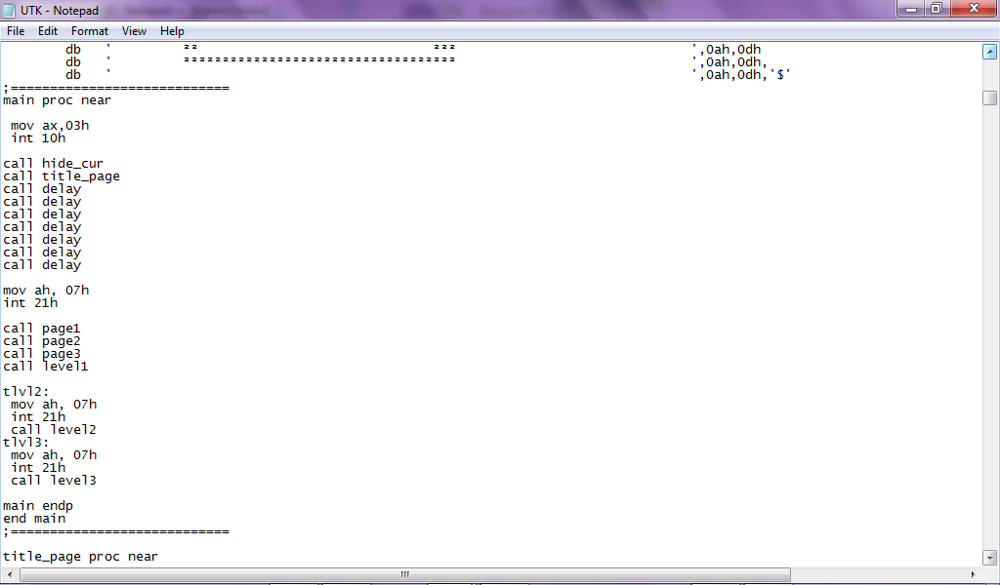 UTK - Notepad
File Edit Format View Help
db ' ²² ²²² ',0ah,0dh
db ' ²²²²²²²²²²²²²²²²²²²²²²²²²²²²²²²²²²² ',0ah,0dh,
db ' ',0ah,0dh,'$'
;============================
main proc near
mov ax,03h
int 10h
call hide_cur
call title_page
call delay
call delay
call delay
call delay
call delay
call delay
call delay
mov ah, 07h
int 21h
call page1
call page2
call page3
call level1
tlvl2:
mov ah, 07h
int 21h
call level2
tlvl3:
mov ah, 07h
int 21h
call level3
main endp
end main
;============================
title_page proc near